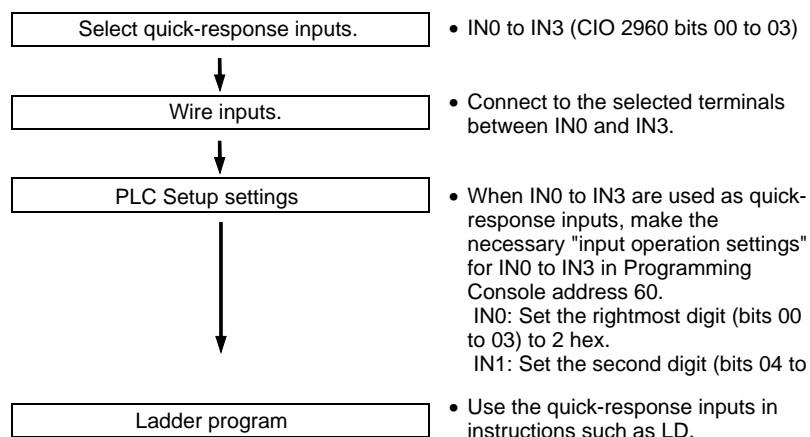 Select quick-response inputs.
• IN0 to IN3 (CIO 2960 bits 00 to 03)
Wire inputs.
• Connect to the selected terminals
between IN0 and IN3.
PLC Setup settings
• When IN0 to IN3 are used as quick-
response inputs, make the
necessary "input operation settings"
for IN0 to IN3 in Programming
Console address 60.
IN0: Set the rightmost digit (bits 00
to 03) to 2 hex.
IN1: Set the second digit (bits 04 to
Ladder program
• Use the quick-response inputs in
instructions such as LD.